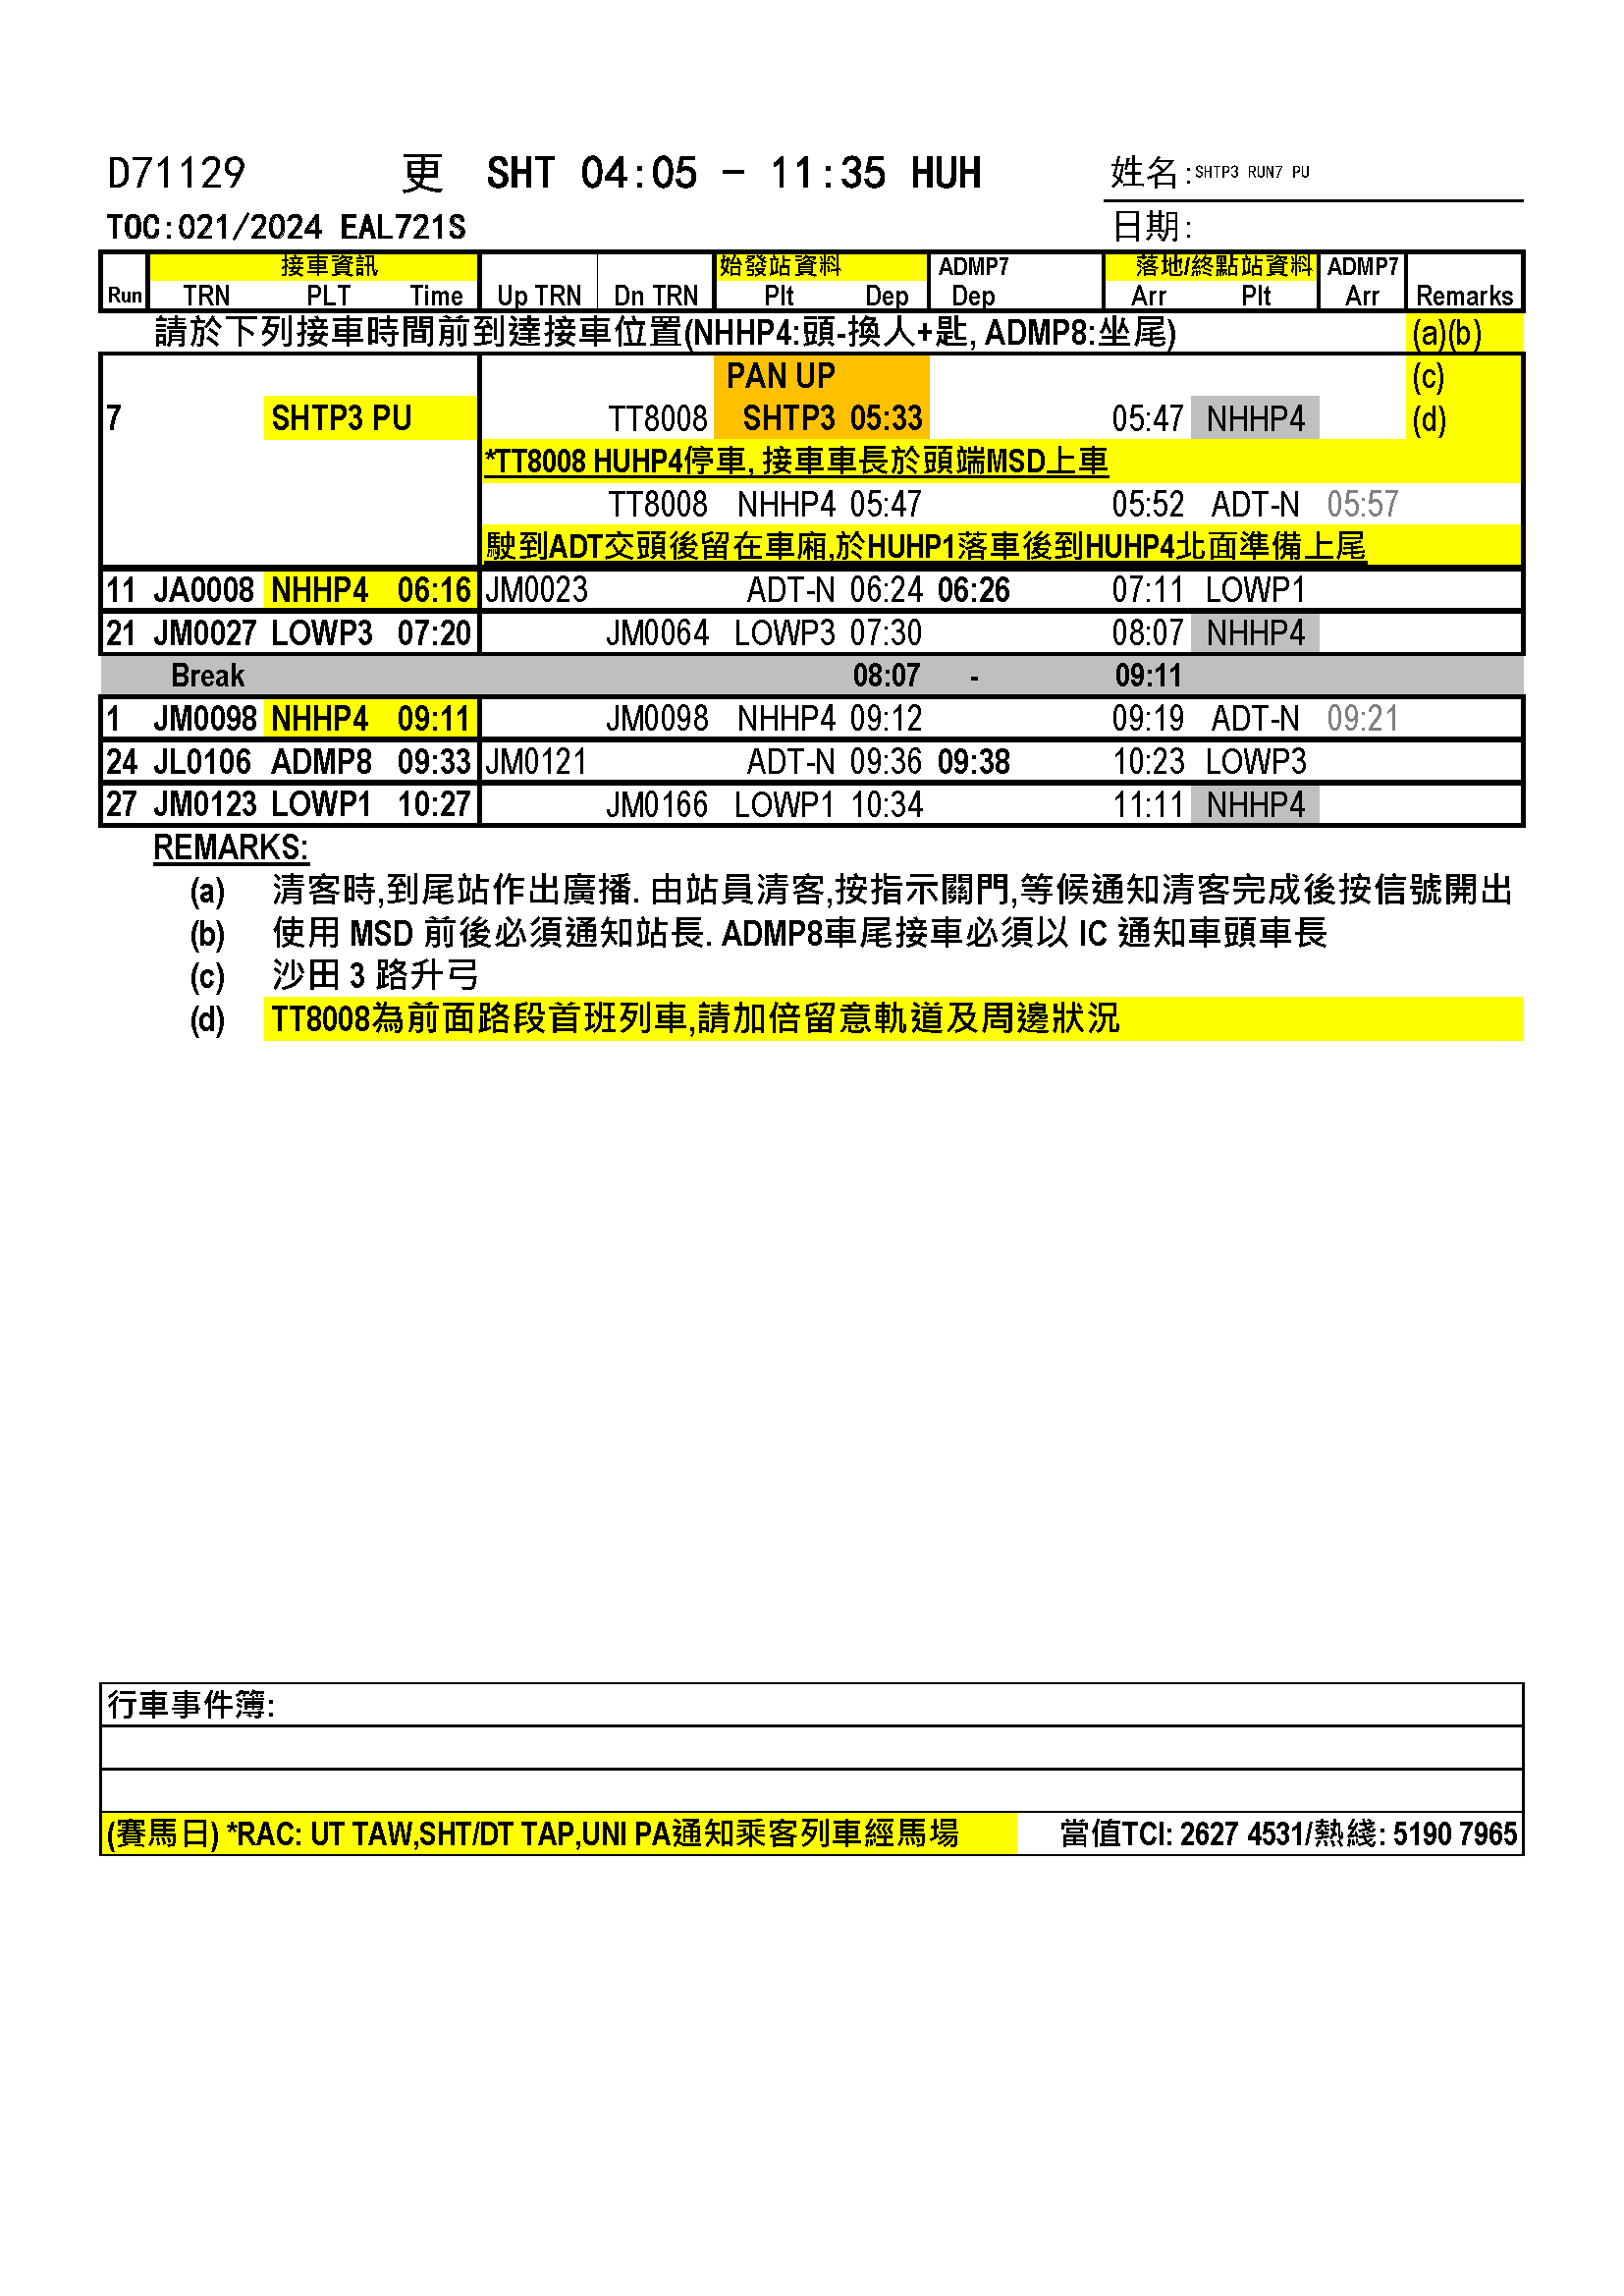 D71129 更 SHT 04:05 - 11:35 HUH 姓名:SHTP3 RUN7 PU
TOC:021/2024 EAL721S 日期:
接車資訊 始發站資料 ADMP7 落地/終點站資料 ADMP7
Run TRN PLT Time Up TRN Dn TRN Plt Dep Dep Arr Plt Arr Remarks
請於下列接車時間前到達接車位置(NHHP4:頭-換人+匙, ADMP8:坐尾) (a)(b)
PAN UP (c)
7 SHTP3 PU TT8008 SHTP3 05:33 05:47 NHHP4 (d)
*TT8008 HUHP4停車, 接車車長於頭端MSD上車
TT8008 NHHP4 05:47 05:52 ADT-N 05:57
駛到ADT交頭後留在車廂,於HUHP1落車後到HUHP4北面準備上尾
11 JA0008 NHHP4 06:16 JM0023 ADT-N 06:24 06:26 07:11 LOWP1
21 JM0027 LOWP3 07:20 JM0064 LOWP3 07:30 08:07 NHHP4
Break 08:07 - 09:11
1 JM0098 NHHP4 09:11 JM0098 NHHP4 09:12 09:19 ADT-N 09:21
24 JL0106 ADMP8 09:33 JM0121 ADT-N 09:36 09:38 10:23 LOWP3
27 JM0123 LOWP1 10:27 JM0166 LOWP1 10:34 11:11 NHHP4
REMARKS:
(a) 清客時,到尾站作出廣播. 由站員清客,按指示關門,等候通知清客完成後按信號開出
(b) 使用 MSD 前後必須通知站長. ADMP8車尾接車必須以 IC 通知車頭車長
(c) 沙田 3 路升弓
(d) TT8008為前面路段首班列車,請加倍留意軌道及周邊狀況
行車事件簿:
(賽馬日) *RAC: UT TAW,SHT/DT TAP,UNI PA通知乘客列車經馬場 當值TCI: 2627 4531/熱綫: 5190 7965